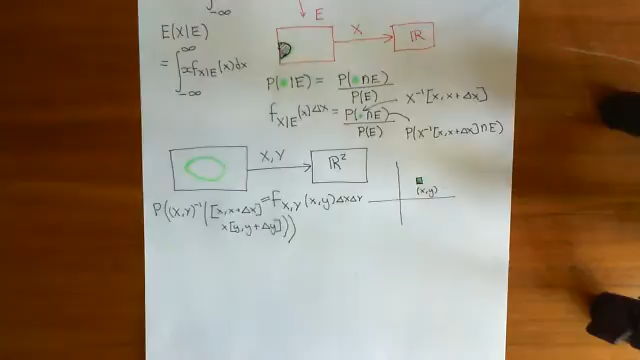 ∫_{-∞}
E
E(X|E)
X
ℝ
= ∫_{-∞}^{∞} x f_{X|E}(x)dx
P(·|E) = P(·∩E) / P(E)
X⁻¹[x, x+Δx]
f_{X|E}(x)Δx = P(·∩E) / P(E)
P(X⁻¹[x, x+Δx]∩E)
X, Y
ℝ²
(x,y)
P((X,Y)⁻¹([x, x+Δx] = f_{X,Y}(x,y)ΔxΔy
x[y, y+Δy]))